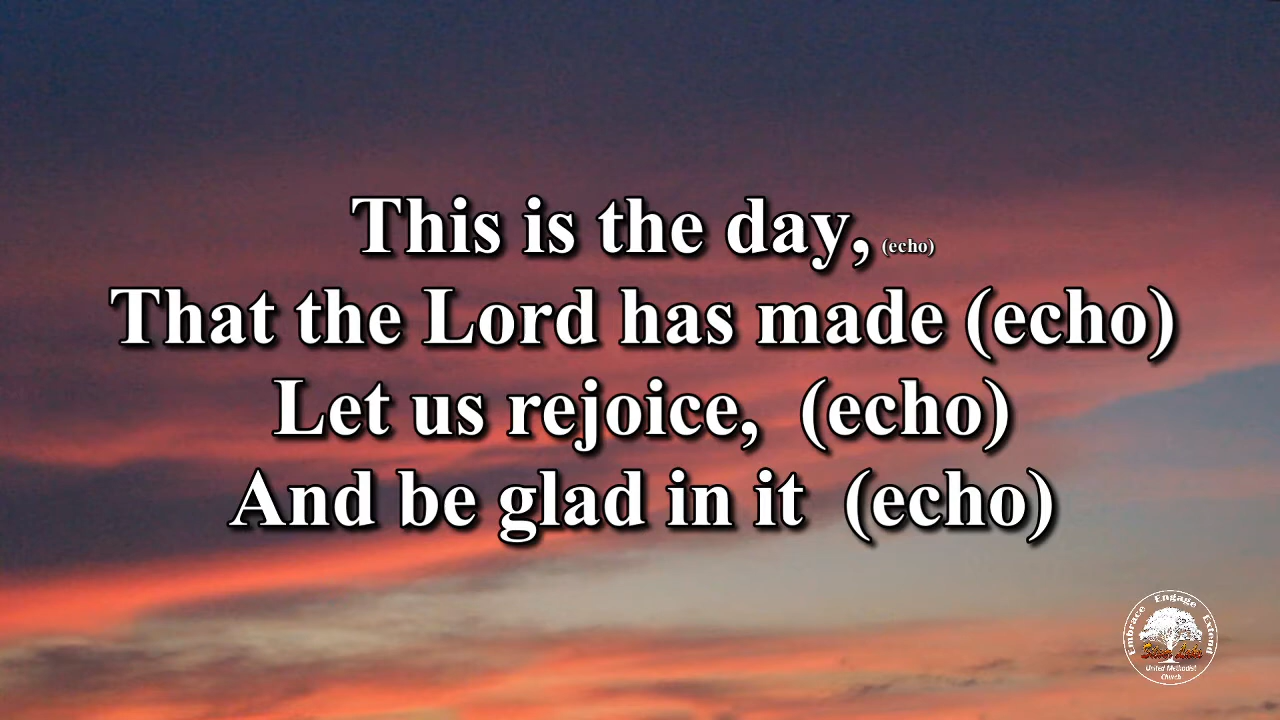 This is the day, (echo)
That the Lord has made (echo)
Let us rejoice,  (echo)
And be glad in it  (echo)
Embrace Engage Extend
United Methodist
Church